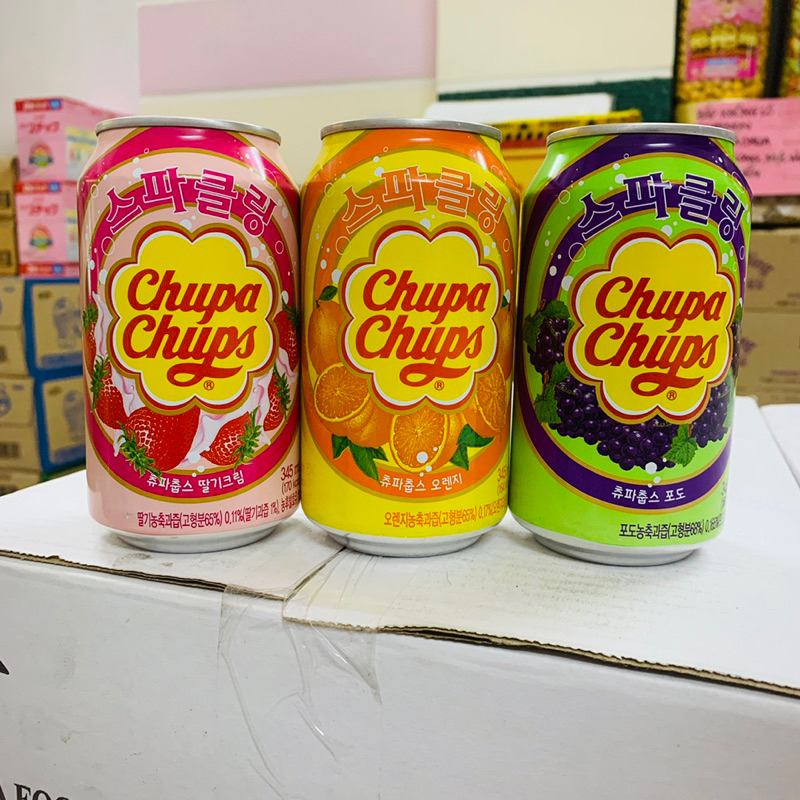 스파클링
Chupa
Chups
®
츄파춥스 딸기크림
345 m
딸기농축과즙(고형분65%) 0.11%(딸기과즙 1%),
스파클링
Chupa
Chups
®
츄파춥스 오렌지
345
오렌지농축과즙(고형분65%) 0.17%
스파클링
Chupa
Chups
®
츄파춥스 포도
포도농축과즙(고형분68%)